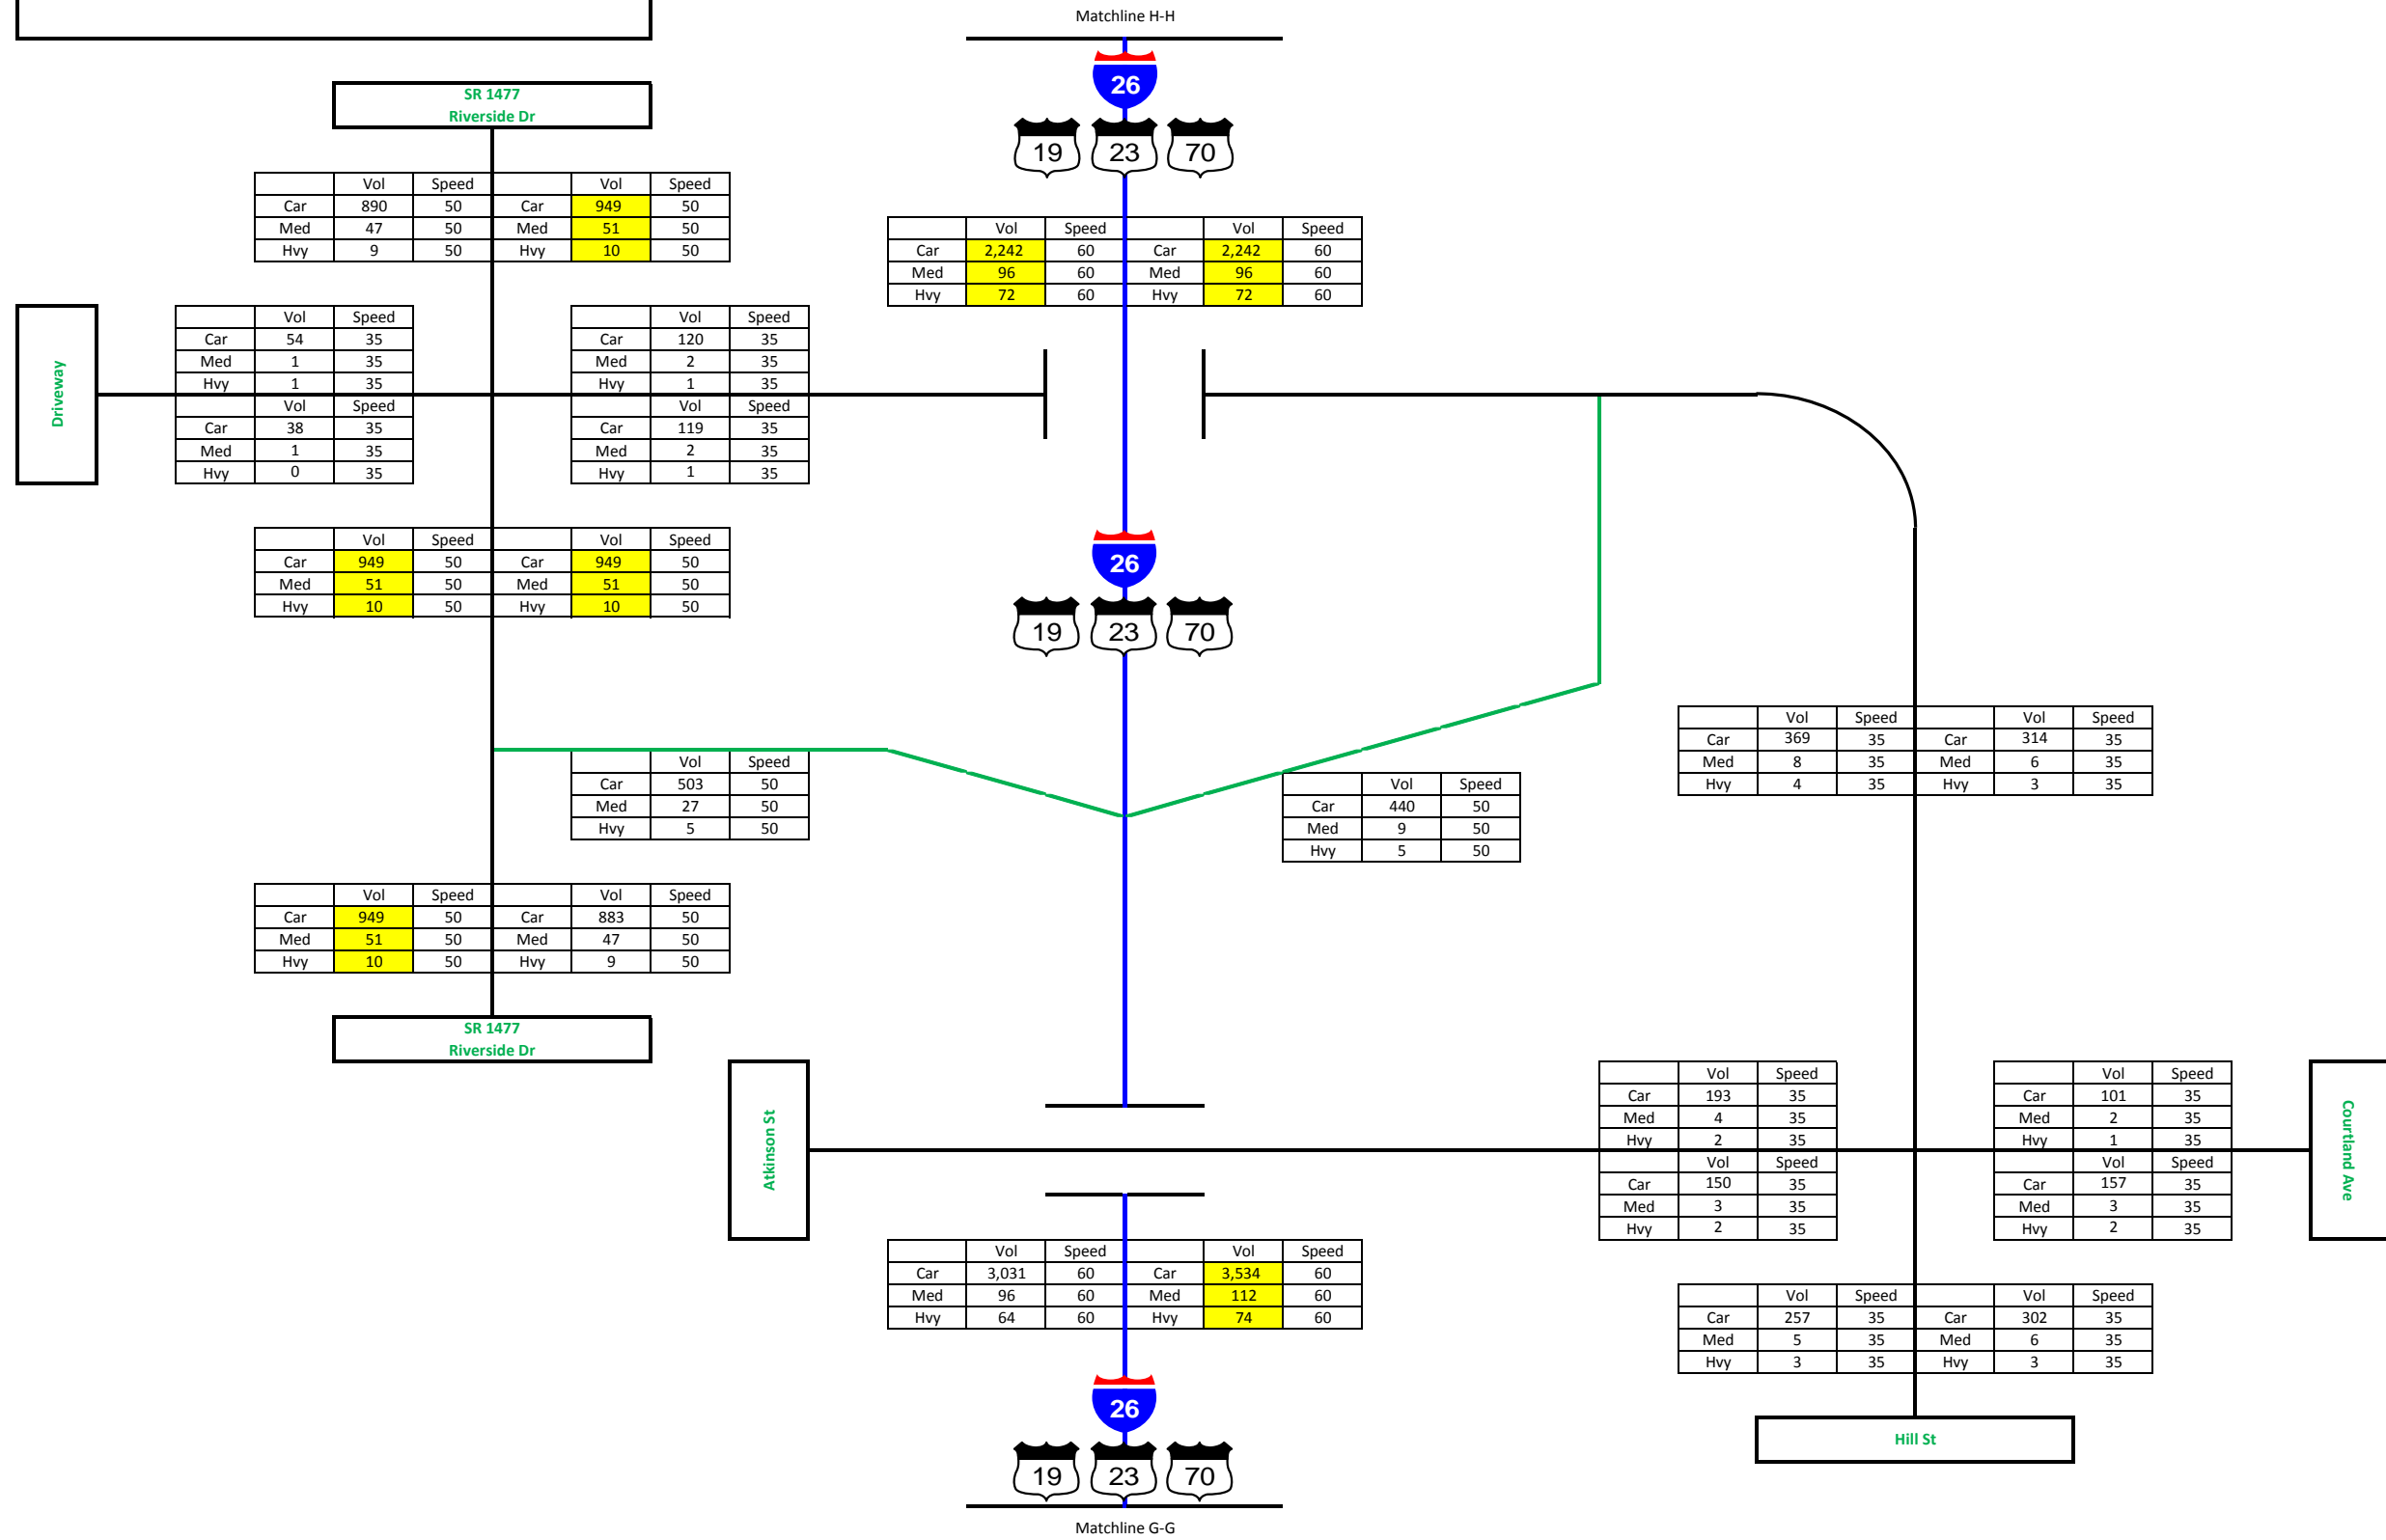 Matchline H-H
26
19 23 70
SR 1477
Riverside Dr
Vol Speed Vol Speed
Car 890 50 Car 949 50
Med 47 50 Med 51 50
Hvy 9 50 Hvy 10 50
Vol Speed Vol Speed
Car 2,242 60 Car 2,242 60
Med 96 60 Med 96 60
Hvy 72 60 Hvy 72 60
Driveway
Vol Speed
Car 54 35
Med 1 35
Hvy 1 35
Vol Speed
Car 38 35
Med 1 35
Hvy 0 35
Vol Speed
Car 120 35
Med 2 35
Hvy 1 35
Vol Speed
Car 119 35
Med 2 35
Hvy 1 35
Vol Speed Vol Speed
Car 949 50 Car 949 50
Med 51 50 Med 51 50
Hvy 10 50 Hvy 10 50
26
19 23 70
Vol Speed
Car 503 50
Med 27 50
Hvy 5 50
Vol Speed
Car 440 50
Med 9 50
Hvy 5 50
Vol Speed Vol Speed
Car 369 35 Car 314 35
Med 8 35 Med 6 35
Hvy 4 35 Hvy 3 35
Vol Speed Vol Speed
Car 949 50 Car 883 50
Med 51 50 Med 47 50
Hvy 10 50 Hvy 9 50
SR 1477
Riverside Dr
Atkinson St
Vol Speed
Car 193 35
Med 4 35
Hvy 2 35
Vol Speed
Car 150 35
Med 3 35
Hvy 2 35
Vol Speed
Car 101 35
Med 2 35
Hvy 1 35
Vol Speed
Car 157 35
Med 3 35
Hvy 2 35
Courtland Ave
Vol Speed Vol Speed
Car 3,031 60 Car 3,534 60
Med 96 60 Med 112 60
Hvy 64 60 Hvy 74 60
Vol Speed Vol Speed
Car 257 35 Car 302 35
Med 5 35 Med 6 35
Hvy 3 35 Hvy 3 35
26
19 23 70
Hill St
Matchline G-G